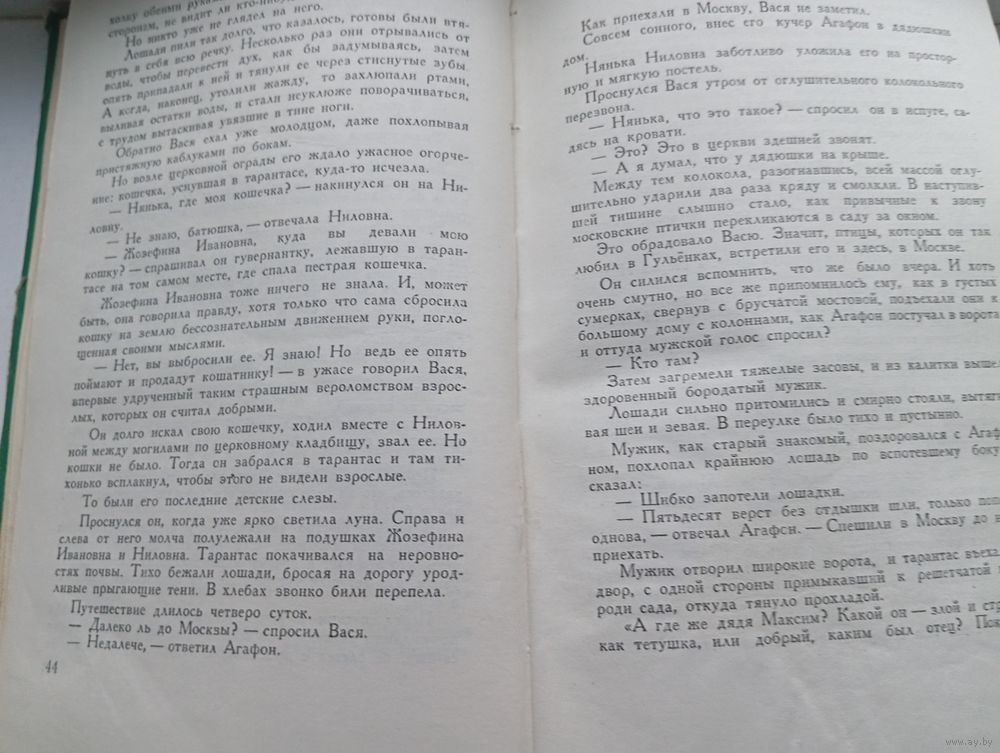 холку обеими
сторонам, не видит ли
Но никто уже не глядел на него.
Лошади пили так долго, что казалось, готовы были втя-
нуть в себя всю речку. Несколько раз они отрывались от
воды, чтобы перевести дух, как бы задумываясь, затем
опять припадали к ней и тянули ее через стиснутые зубы.
А когда, наконец, утолили жажду, то захлюпали ртами,
выливая остатки воды, и стали неуклюже поворачиваться,
с трудом вытаскивая увязшие в тине ноги.
Обратно Вася ехал уже молодцом, даже похлопывая
пристяжную каблуками по бокам.
Но возле церковной ограды его ждало ужасное огорче-
ние: кошечка, уснувшая в тарантасе, куда-то исчезла.
— Нянька, где моя кошечка? — накинулся он на Ни-
ловну.
— Не знаю, батюшка, — отвечала Ниловна.
— Жозефина Ивановна, куда вы девали мою
кошку? — спрашивал он гувернантку, лежавшую в таран-
тасе на том самом месте, где спала пестрая кошечка.
Жозефина Ивановна тоже ничего не знала. И, может
быть, она говорила правду, хотя только что сама сбросила
кошку на землю бессознательным движением руки, погло-
щенная своими мыслями.
— Нет, вы выбросили ее. Я знаю! Но ведь ее опять
поймают и продадут кошатнику! — в ужасе говорил Вася,
впервые удрученный таким страшным вероломством взрос-
лых, которых он считал добрыми.
Он долго искал свою кошечку, ходил вместе с Нилов-
ной между могилами по церковному кладбищу, звал ее. Но
кошки не было. Тогда он забрался в тарантас и там ти-
хонько всплакнул, чтобы этого не видели взрослые.
То были его последние детские слезы.
Проснулся он, когда уже ярко светила луна. Справа и
слева от него молча полулежали на подушках Жозефина
Ивановна и Ниловна. Тарантас покачивался на неровно-
стях почвы. Тихо бежали лошади, бросая на дорогу урод-
ливые прыгающие тени. В хлебах звонко били перепела.
Путешествие длилось четверо суток.
— Далеко ль до Москвы? — спросил Вася.
— Недалече, — ответил Агафон.
44
Как приехали в Москву, Вася не заметил.
Совсем сонного, внес его кучер Агафон в дядюшкин
дом.
Нянька Ниловна заботливо уложила его на простор-
ную и мягкую постель.
Проснулся Вася утром от оглушительного колокольного
перезвона.
— Нянька, что это такое? — спросил он в испуге, са-
дясь на кровати.
— Это? Это в церкви здешней звонят.
— А я думал, что у дядюшки на крыше.
Между тем колокола, разогнавшись, всей массой оглу-
шительно ударили два раза кряду и смолкли. В наступив-
шей тишине слышно стало, как привычные к звону
московские птички перекликаются в саду за окном.
Это обрадовало Васю. Значит, птицы, которых он так
любил в Гульёнках, встретили его и здесь, в Москве.
Он силился вспомнить, что же было вчера. И хоть
очень смутно, но все же припомнилось ему, как в густых
сумерках, свернув с брусчатой мостовой, подъехали они к
большому дому с колоннами, как Агафон постучал в ворота
и оттуда мужской голос спросил?
— Кто там?
Затем загремели тяжелые засовы, и из калитки выше
здоровенный бородатый мужик.
Лошади сильно притомились и смирно стояли, вытяги
вая шеи и зевая. В переулке было тихо и пустынно.
Мужик, как старый знакомый, поздоровался с Агаф
ном, похлопал крайнюю лошадь по вспотевшему боку
сказал:
— Шибко запотели лошадки.
— Пятьдесят верст без отдышки шли, только
однова, — отвечал Агафон. — Спешили в Москву до
приехать.
Мужик отворил широкие ворота, и тарантас въеха
двор, с одной стороны примыкавший к решетчатой
роди сада, откуда тянуло прохладой.
«А где же дядя Максим? Какой он — злой и
как тетушка, или добрый, каким был отец?
www.ay.by